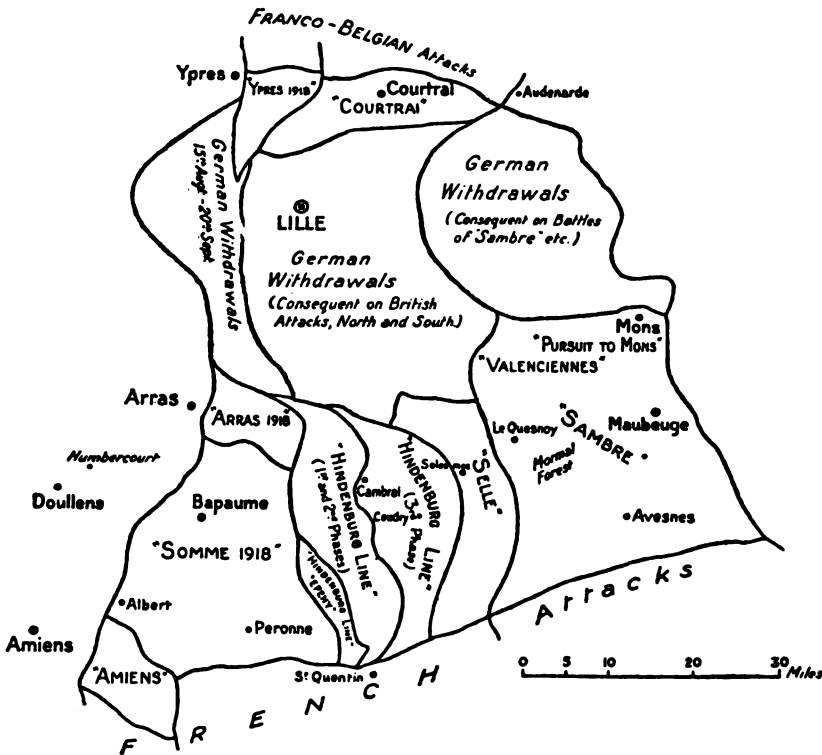 FRANCO-BELGIAN Attacks
Ypres
"YPRES 1918"
Courtrai
"COURTRAI"
Audenarde
German Withdrawals
15th Augt - 20th Sept
LILLE
German
Withdrawals
(Consequent on British
Attacks, North and South)
German
Withdrawals
(Consequent on Battles
of "Sambre" etc.)
Mons
"PURSUIT TO MONS"
"VALENCIENNES"
Arras
"ARRAS 1918"
Le Quesnoy
"SAMBRE"
Maubeuge
Mormal
Forest
Humbercourt
Doullens
Bapaume
"SOMME 1918"
"HINDENBURG LINE"
(1st and 2nd Phases)
Cambrai
Caudry
"HINDENBURG LINE"
(3rd Phase)
Solesmes
"SELLE"
Avesnes
"HINDENBURG LINE"
"EPEHY"
Albert
Peronne
Amiens
"AMIENS"
St Quentin
FRENCH Attacks
0 5 10 20 30 Miles